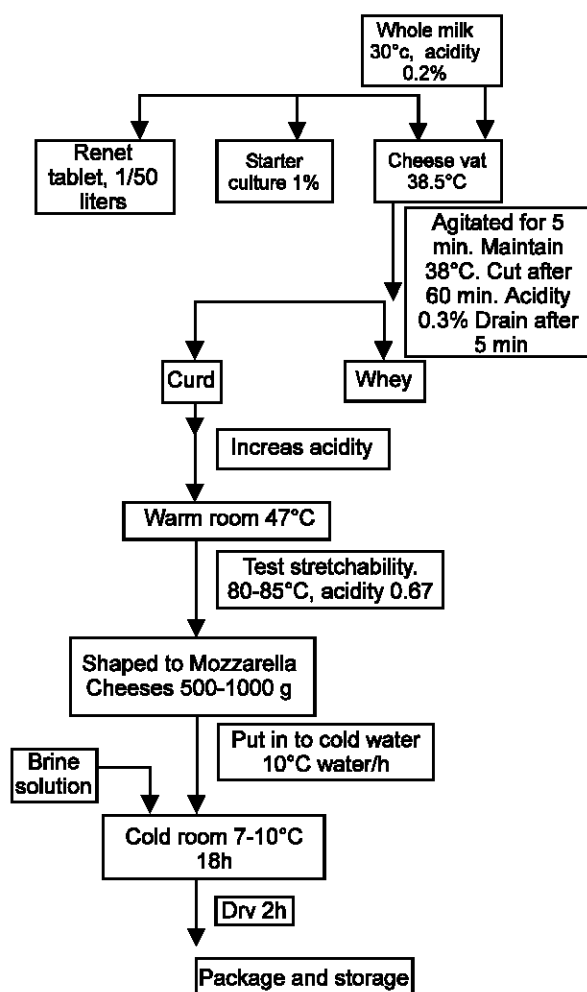 Whole milk
30°c, acidity
0.2%
Renet
tablet, 1/50
liters
Starter
culture 1%
Cheese vat
38.5°C
Agitated for 5
min. Maintain
38°C. Cut after
60 min. Acidity
0.3% Drain after
5 min
Curd
Whey
Increas acidity
Warm room 47°C
Test stretchability.
80-85°C, acidity 0.67
Shaped to Mozzarella
Cheeses 500-1000 g
Put in to cold water
10°C water/h
Brine
solution
Cold room 7-10°C
18h
Drv 2h
Package and storage